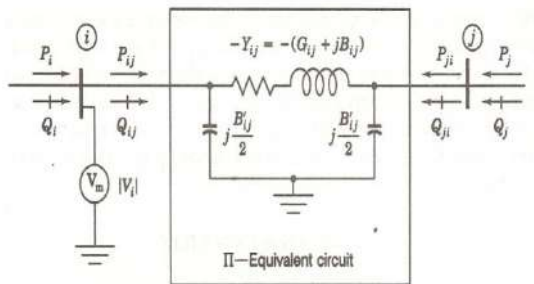 i
j
P_i
P_ij
-Y_ij = -(G_ij + jB_ij)
P_ji
P_j
Q_i
Q_ij
j B'_ij / 2
j B'_ij / 2
Q_ji
Q_j
V_m
|V_i|
Π—Equivalent circuit